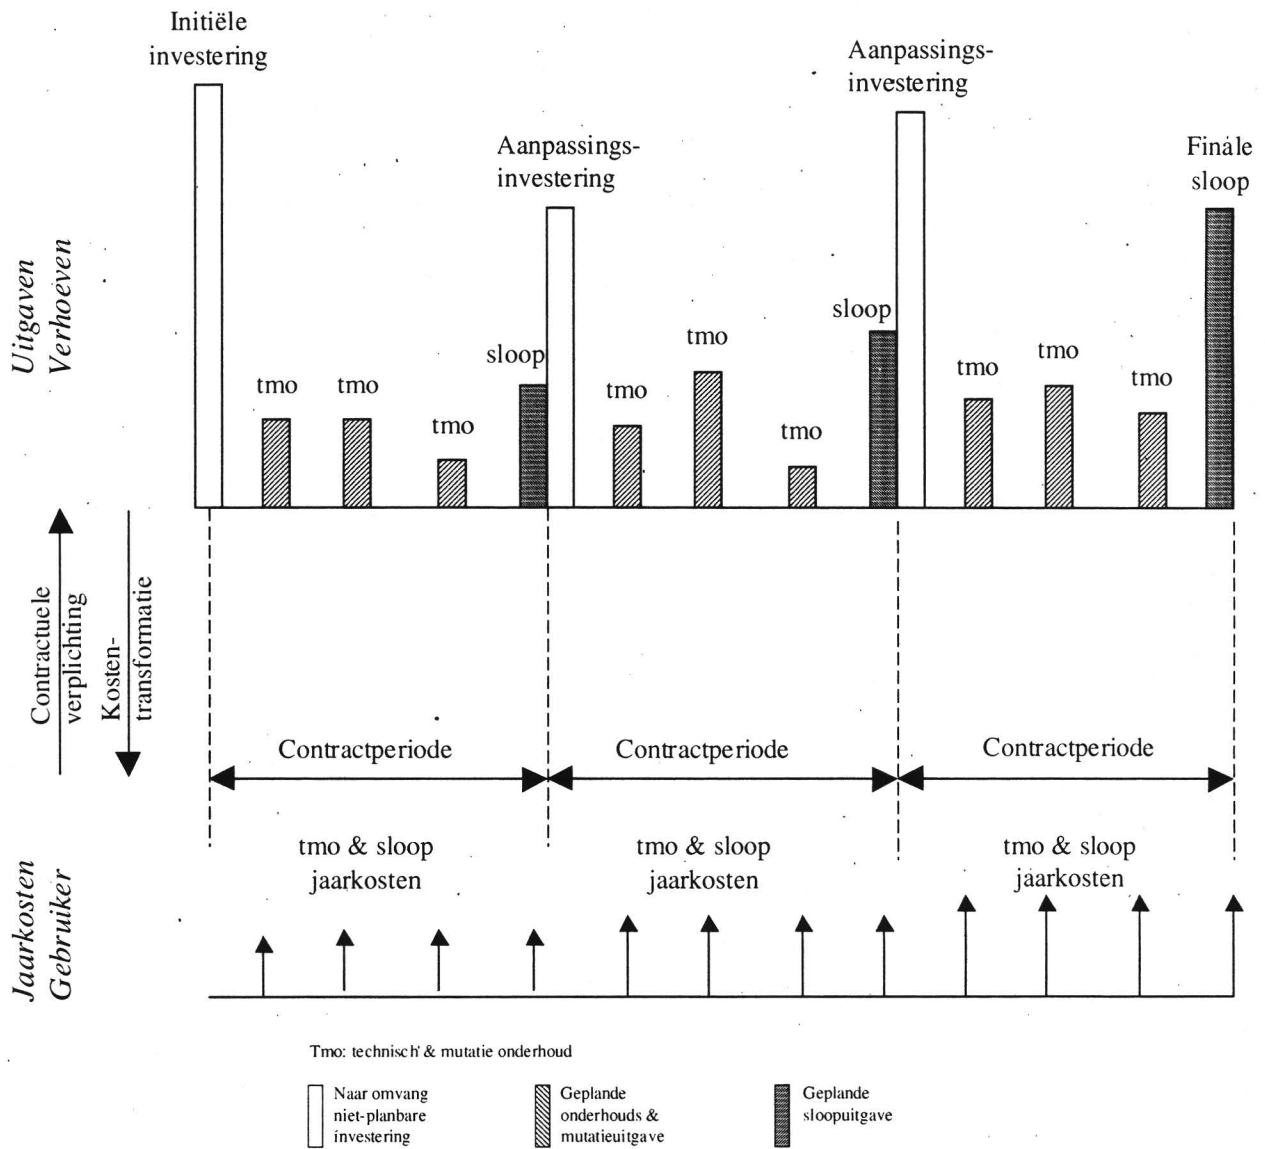 Initiële
investering
Aanpassings-
investering
Aanpassings-
investering
Finale
sloop
Uitgaven
Verhoeven
tmo
tmo
tmo
sloop
tmo
tmo
tmo
sloop
tmo
tmo
tmo
Contractuele
verplichting
Kosten-
transformatie
Contractperiode
Contractperiode
Contractperiode
Jaarkosten
Gebruiker
tmo & sloop
jaarkosten
tmo & sloop
jaarkosten
tmo & sloop
jaarkosten
Tmo: technisch & mutatie onderhoud
Naar omvang
niet-planbare
investering
Geplande
onderhouds &
mutatieuitgave
Geplande
sloopuitgave